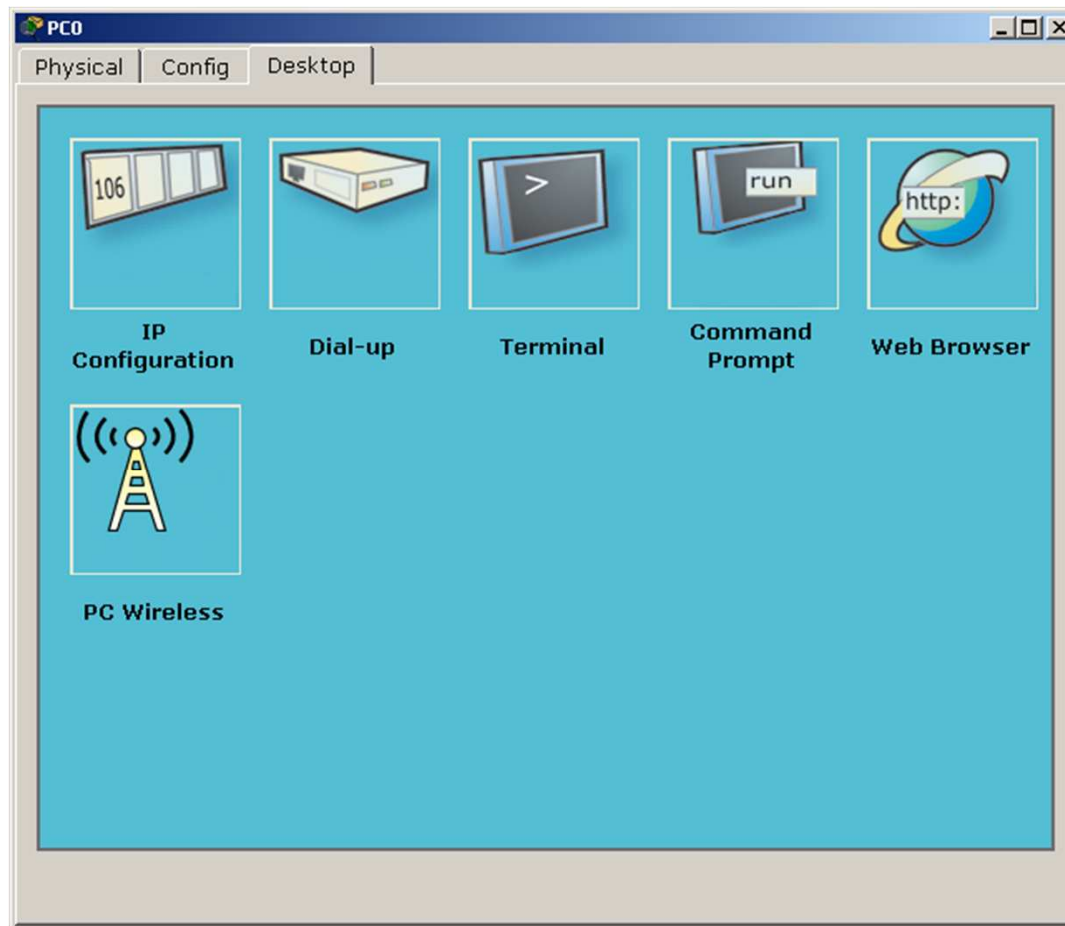 PC0
Physical Config Desktop
106
>
run
http:
IP
Configuration
Dial-up
Terminal
Command
Prompt
Web Browser
PC Wireless